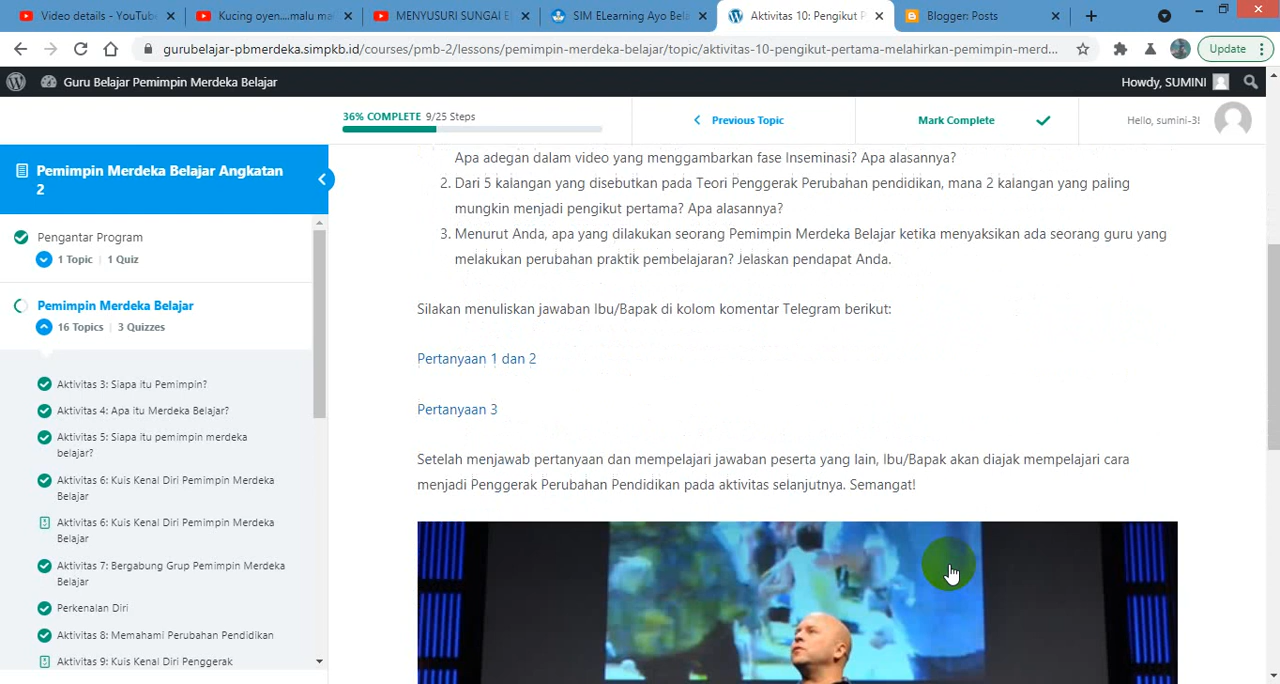 Video details - YouTub
Kucing oyen....malu ma
MENYUSURI SUNGAI E
SIM ELearning Ayo Bela
Aktivitas 10: Pengikut P
Blogger: Posts
gurubelajar-pbmerdeka.simpkb.id/courses/pmb-2/lessons/pemimpin-merdeka-belajar/topic/aktivitas-10-pengikut-pertama-melahirkan-pemimpin-merd...
Update
Guru Belajar Pemimpin Merdeka Belajar
Howdy, SUMINI
36% COMPLETE 9/25 Steps
Previous Topic
Mark Complete
Hello, sumini-3!
Pemimpin Merdeka Belajar Angkatan
2
Pengantar Program
1 Topic | 1 Quiz
Pemimpin Merdeka Belajar
16 Topics | 3 Quizzes
Aktivitas 3: Siapa itu Pemimpin?
Aktivitas 4: Apa itu Merdeka Belajar?
Aktivitas 5: Siapa itu pemimpin merdeka
belajar?
Aktivitas 6: Kuis Kenal Diri Pemimpin Merdeka
Belajar
Aktivitas 6: Kuis Kenal Diri Pemimpin Merdeka
Belajar
Aktivitas 7: Bergabung Grup Pemimpin Merdeka
Belajar
Perkenalan Diri
Aktivitas 8: Memahami Perubahan Pendidikan
Aktivitas 9: Kuis Kenal Diri Penggerak
Apa adegan dalam video yang menggambarkan fase Inseminasi? Apa alasannya?
2. Dari 5 kalangan yang disebutkan pada Teori Penggerak Perubahan pendidikan, mana 2 kalangan yang paling
mungkin menjadi pengikut pertama? Apa alasannya?
3. Menurut Anda, apa yang dilakukan seorang Pemimpin Merdeka Belajar ketika menyaksikan ada seorang guru yang
melakukan perubahan praktik pembelajaran? Jelaskan pendapat Anda.
Silakan menuliskan jawaban Ibu/Bapak di kolom komentar Telegram berikut:
Pertanyaan 1 dan 2
Pertanyaan 3
Setelah menjawab pertanyaan dan mempelajari jawaban peserta yang lain, Ibu/Bapak akan diajak mempelajari cara
menjadi Penggerak Perubahan Pendidikan pada aktivitas selanjutnya. Semangat!